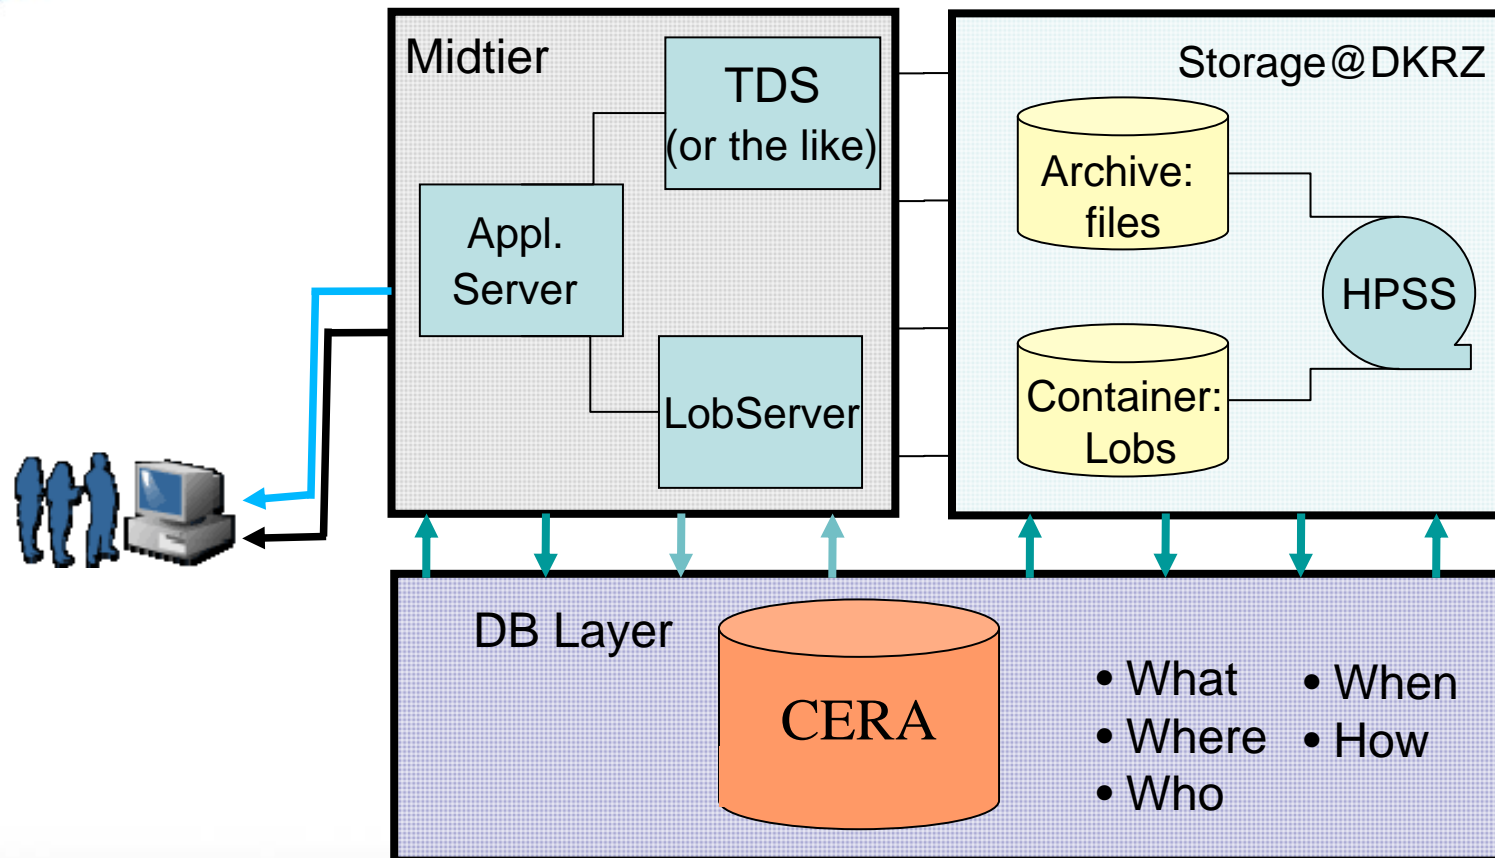 Midtier
TDS
(or the like)
Appl.
Server
LobServer
Storage@DKRZ
Archive:
files
HPSS
Container:
Lobs
DB Layer
CERA
• What
• Where
• Who
• When
• How